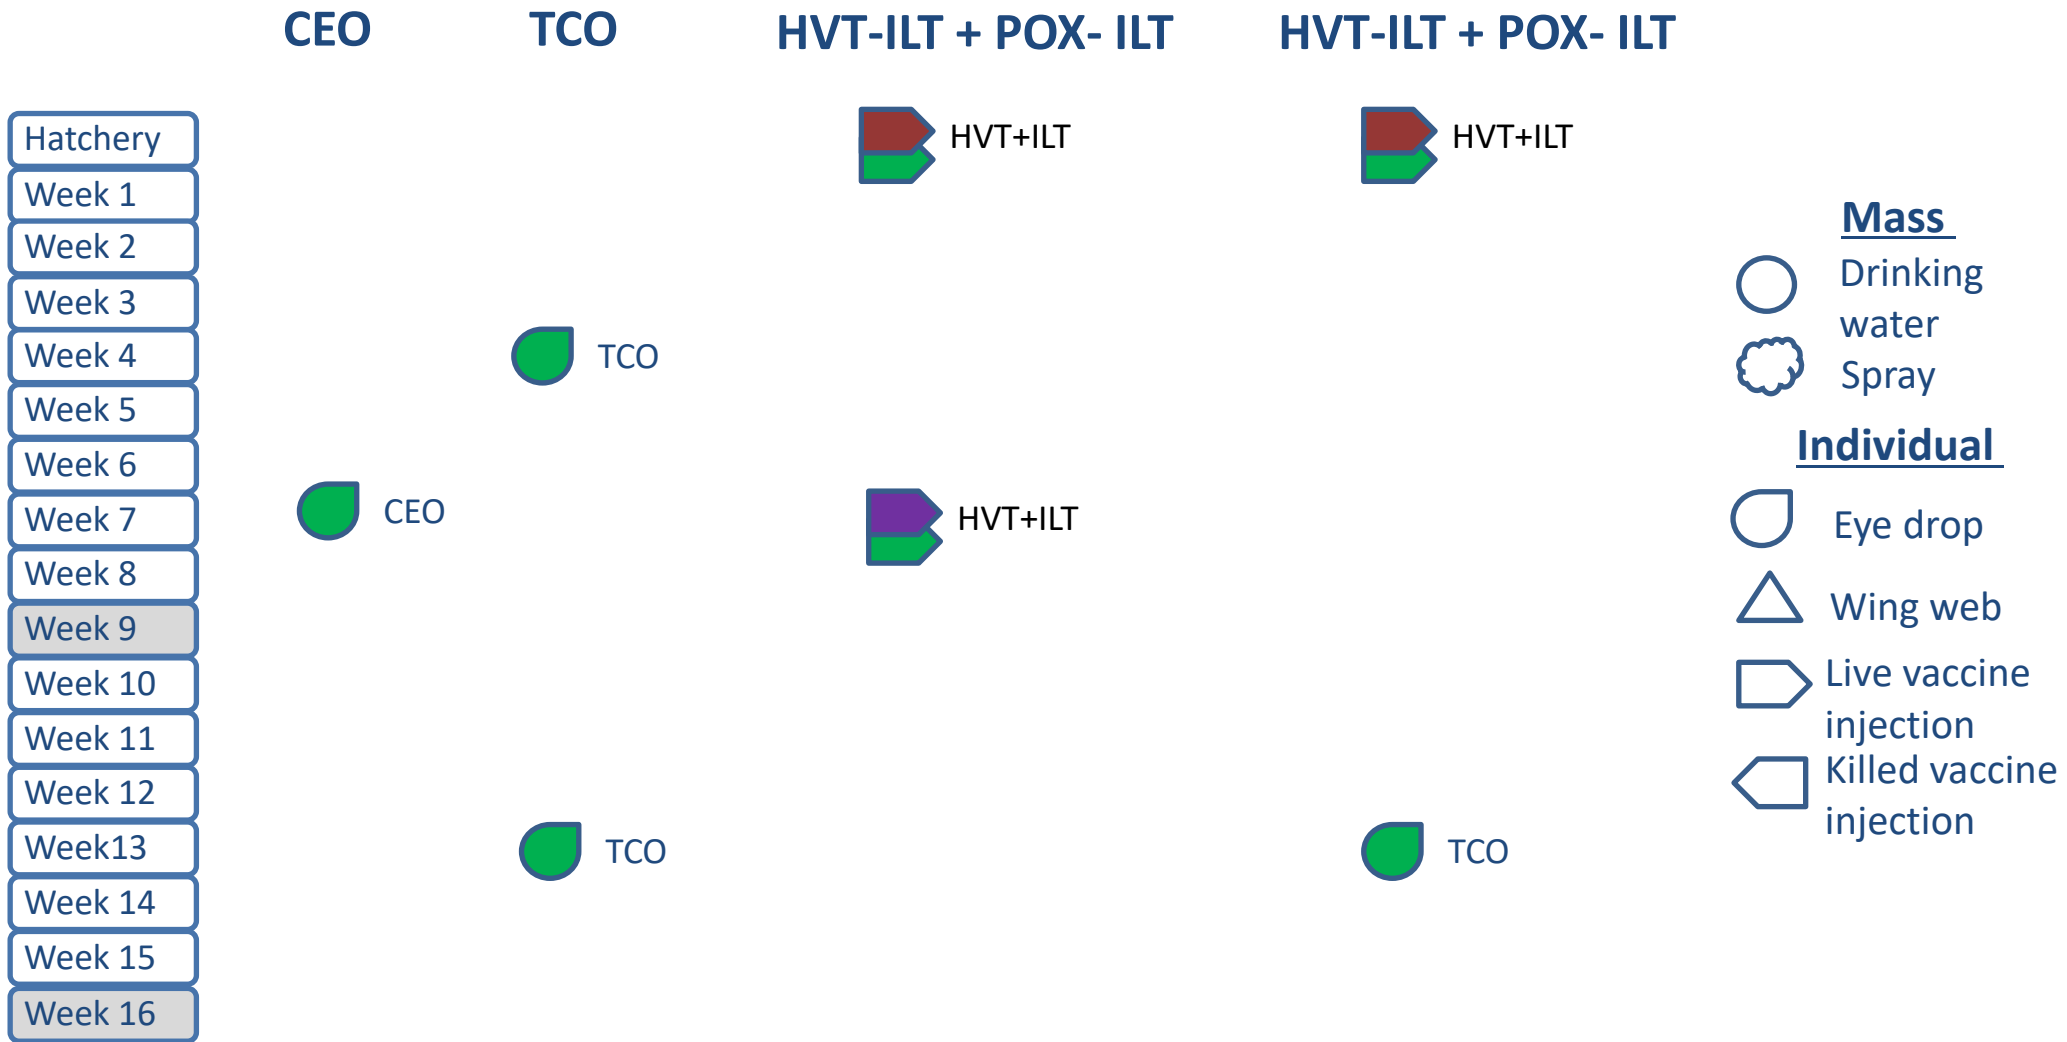 CEO
TCO
HVT-ILT + POX- ILT
HVT-ILT + POX- ILT
Hatchery
HVT+ILT
HVT+ILT
Week 1
Week 2
Week 3
Week 4
TCO
Week 5
Week 6
Week 7
CEO
HVT+ILT
Week 8
Week 9
Week 10
Week 11
Week 12
Week13
TCO
TCO
Week 14
Week 15
Week 16
Mass
Drinking
water
Spray
Individual
Eye drop
Wing web
Live vaccine
injection
Killed vaccine
injection